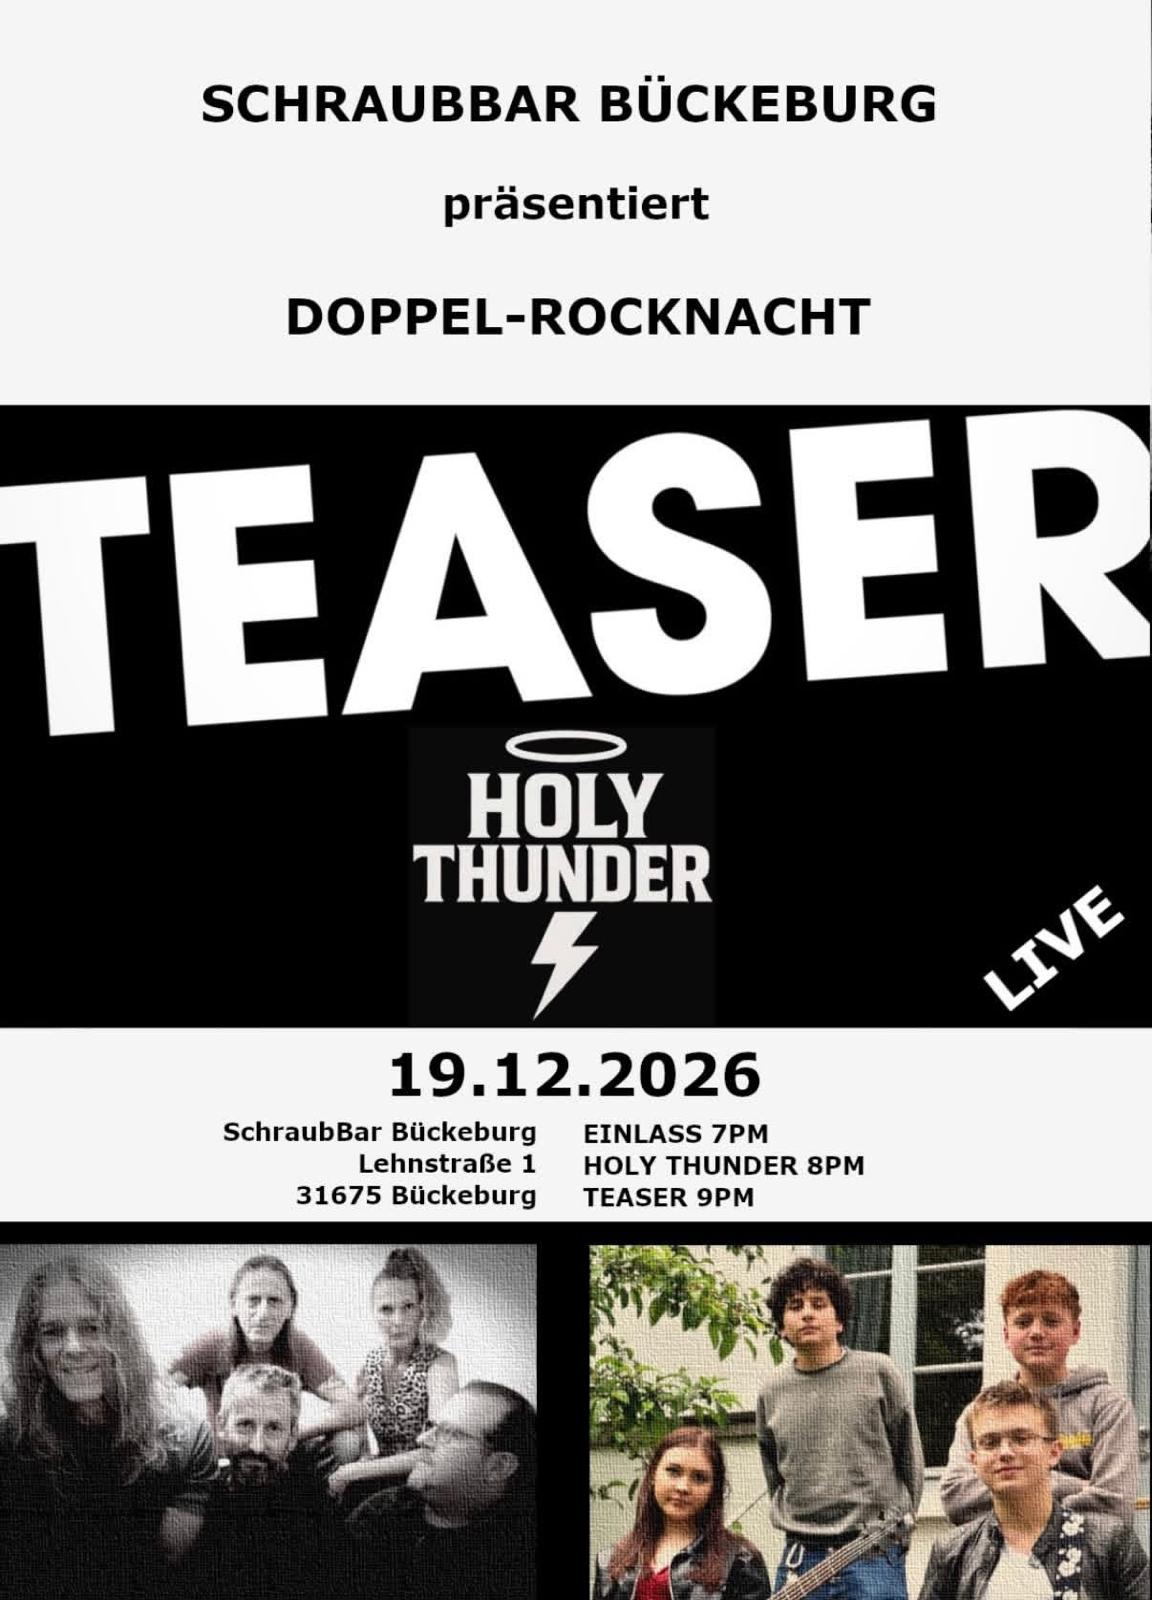 SCHRAUBBAR BÜCKEBURG
präsentiert
DOPPEL-ROCKNACHT
TEASER
HOLY
THUNDER
LIVE
19.12.2026
SchraubBar Bückeburg
Lehnstraße 1
31675 Bückeburg
EINLASS 7PM
HOLY THUNDER 8PM
TEASER 9PM